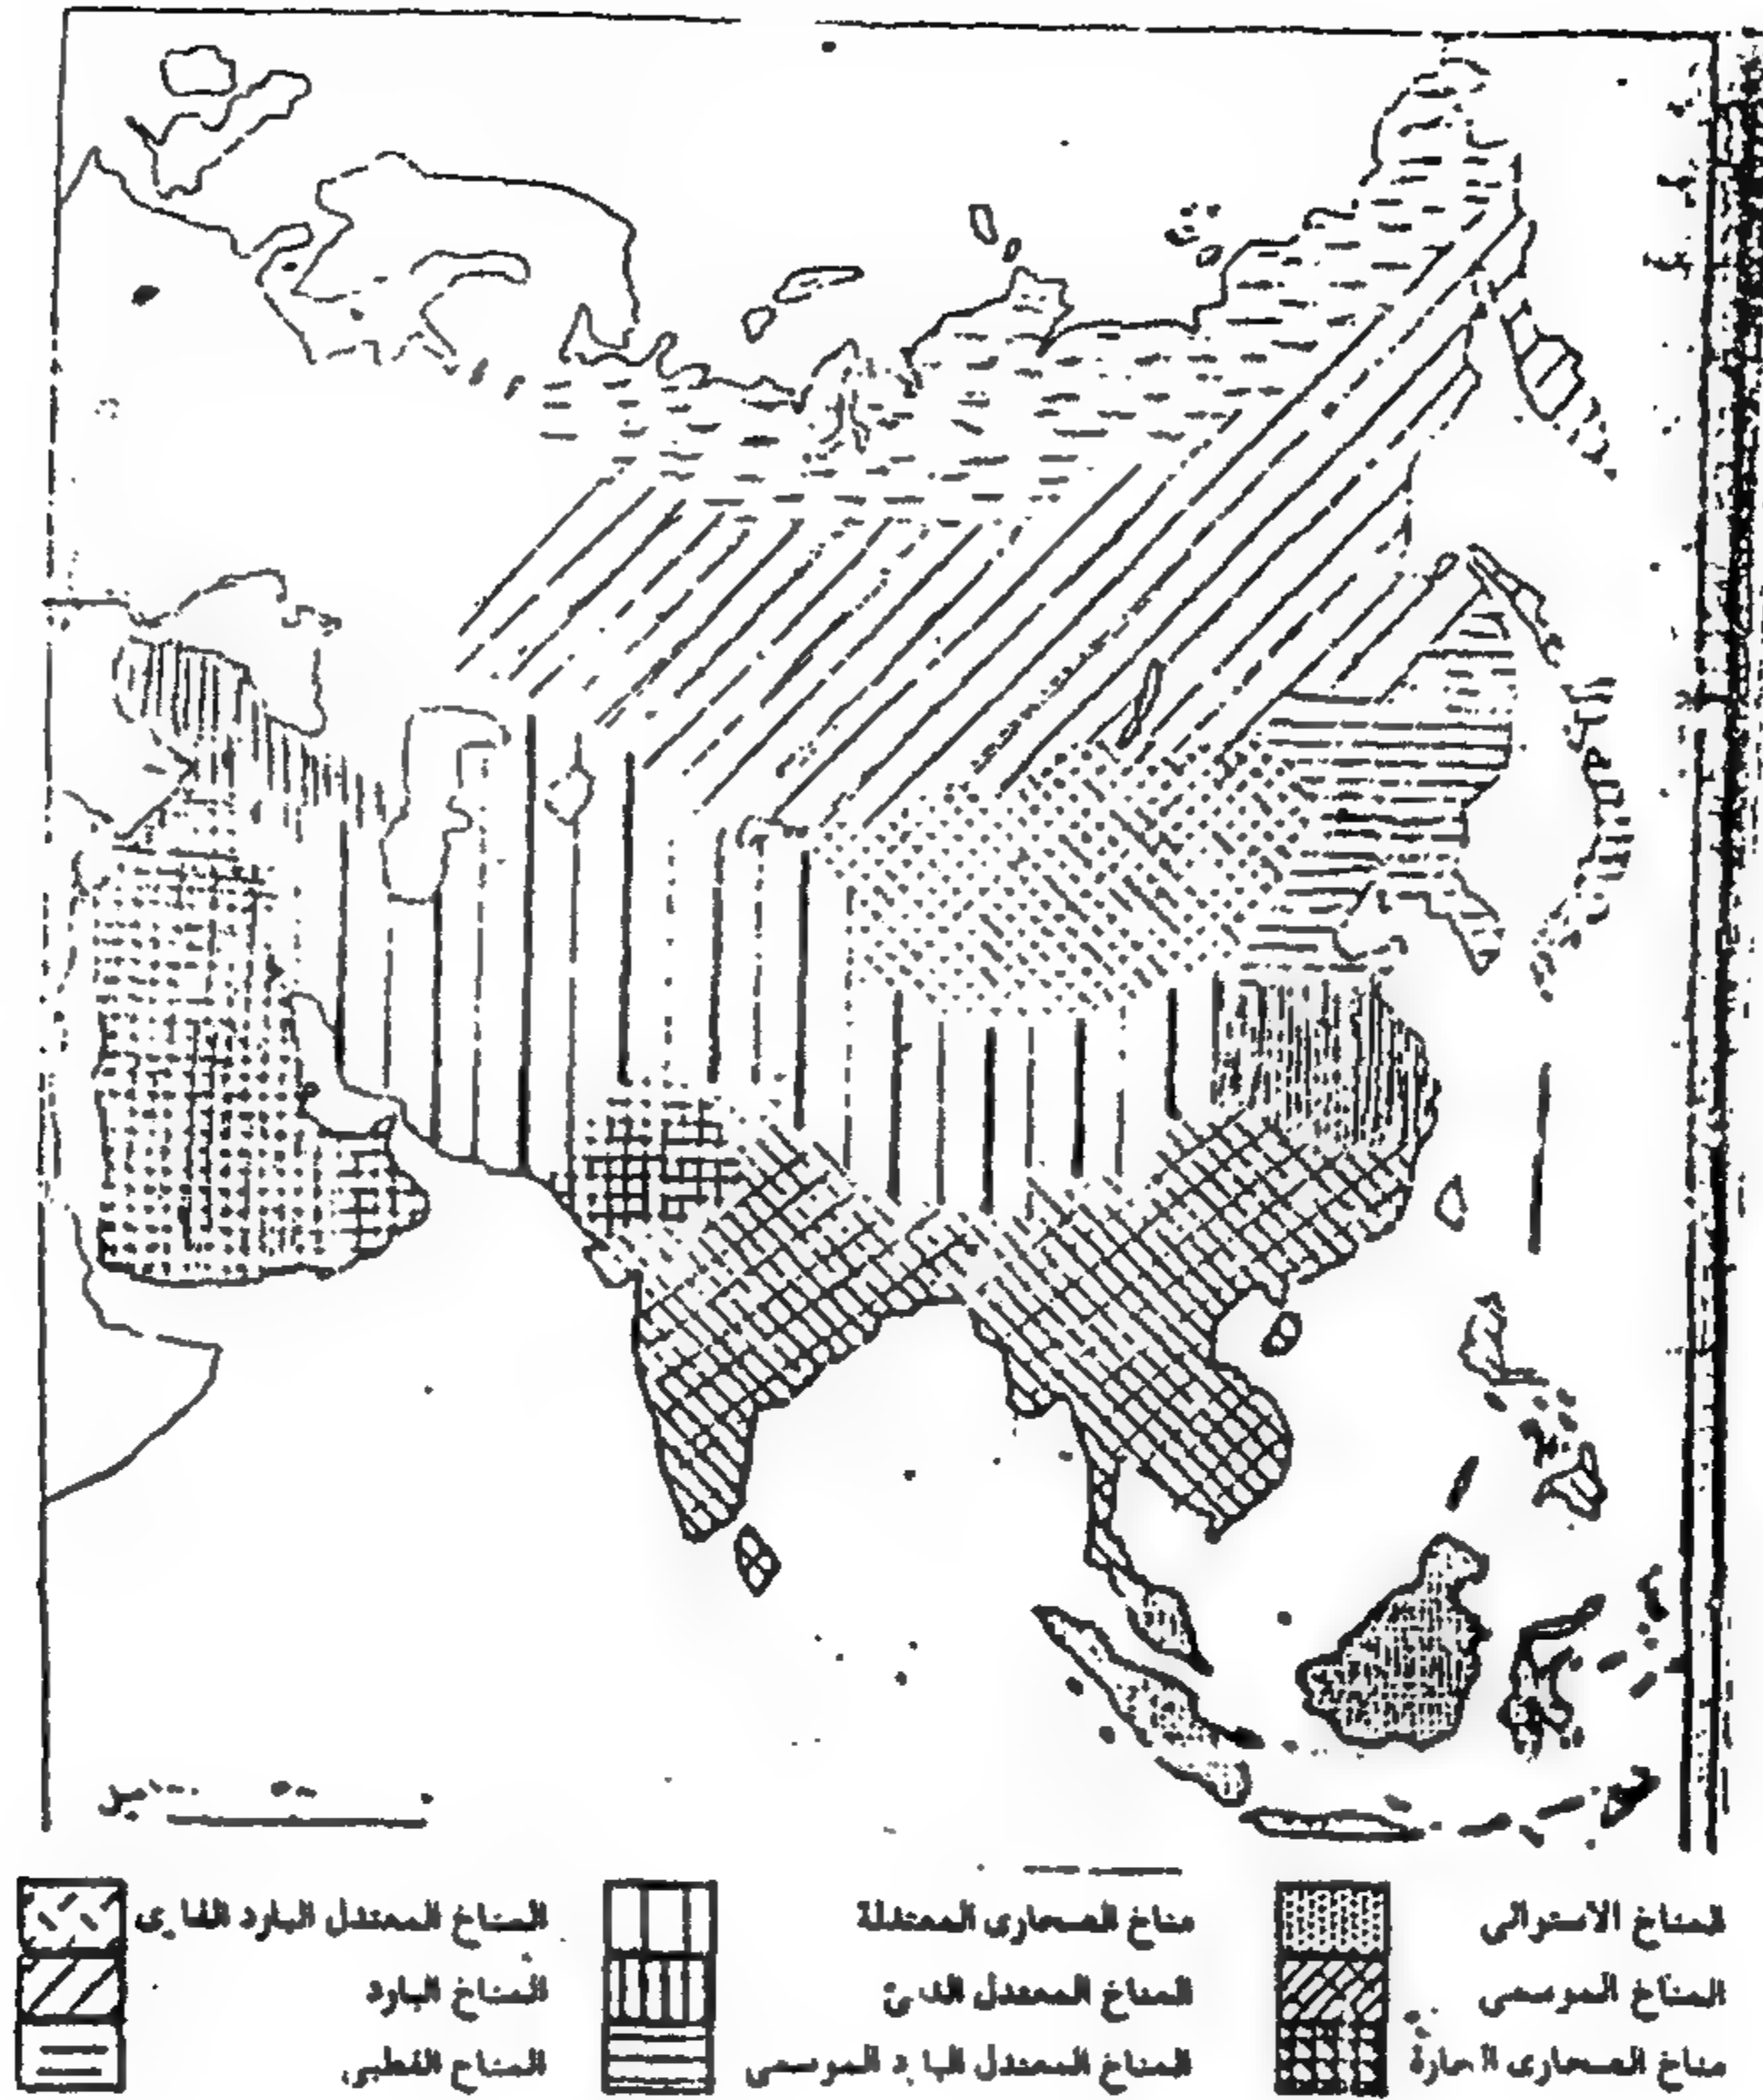 المناخ الاستوائى
المناخ الموسمى
مناخ الصحارى الحارة
مناخ الصحارى المعتدلة
المناخ المعتدل الدفئ
المناخ المعتدل البارد الموسمى
المناخ المعتدل البارد القارى
المناخ البارد
المناخ القطبى